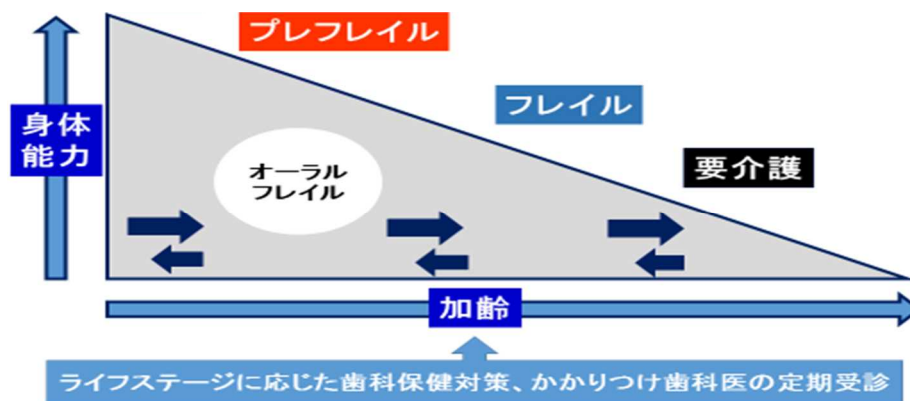 プレフレイル
フレイル
身体
能力
オーラル
フレイル
要介護
加齢
ライフステージに応じた歯科保健対策、かかりつけ歯科医の定期受診